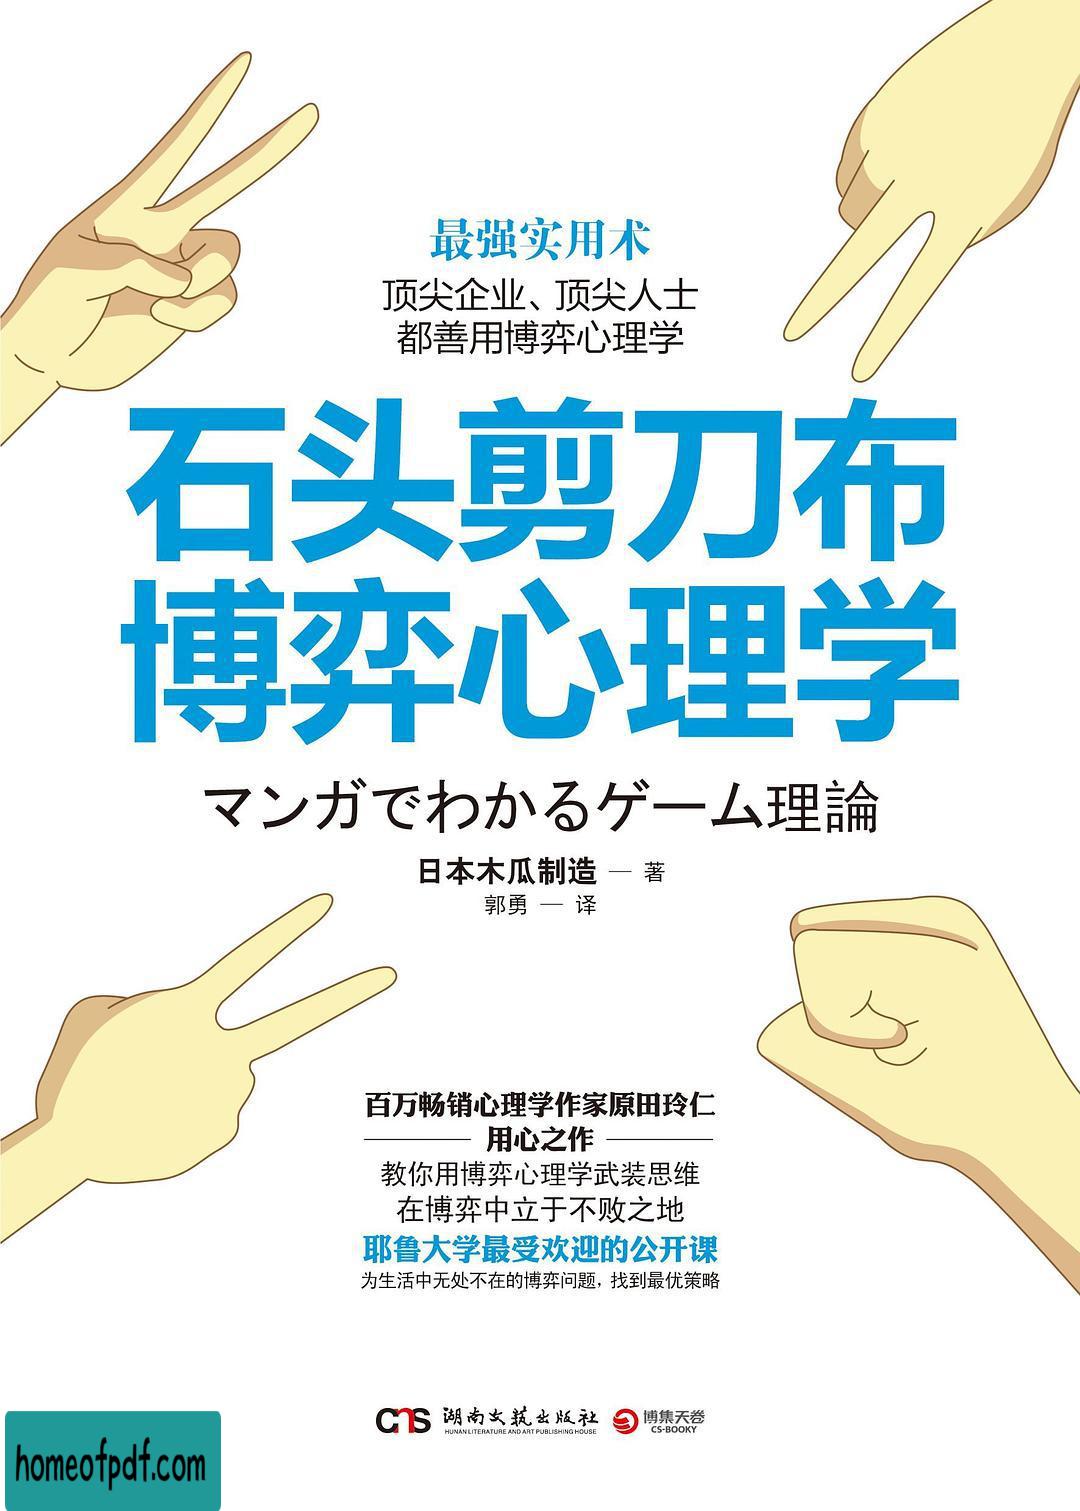 最强实用术
顶尖企业、顶尖人士
都善用博弈心理学
石头剪刀布
博弈心理学
マンガでわかるゲーム理論
日本木瓜制造 — 著
郭勇 — 译
百万畅销心理学作家原田玲仁
用心之作
教你用博弈心理学武装思维
在博弈中立于不败之地
耶鲁大学最受欢迎的公开课
为生活中无处不在的博弈问题，找到最优策略
CNS 湖南文艺出版社 博集天卷
HUNAN LITERATURE AND ART PUBLISHING HOUSE CS-BOOKY
homeofpdf.com